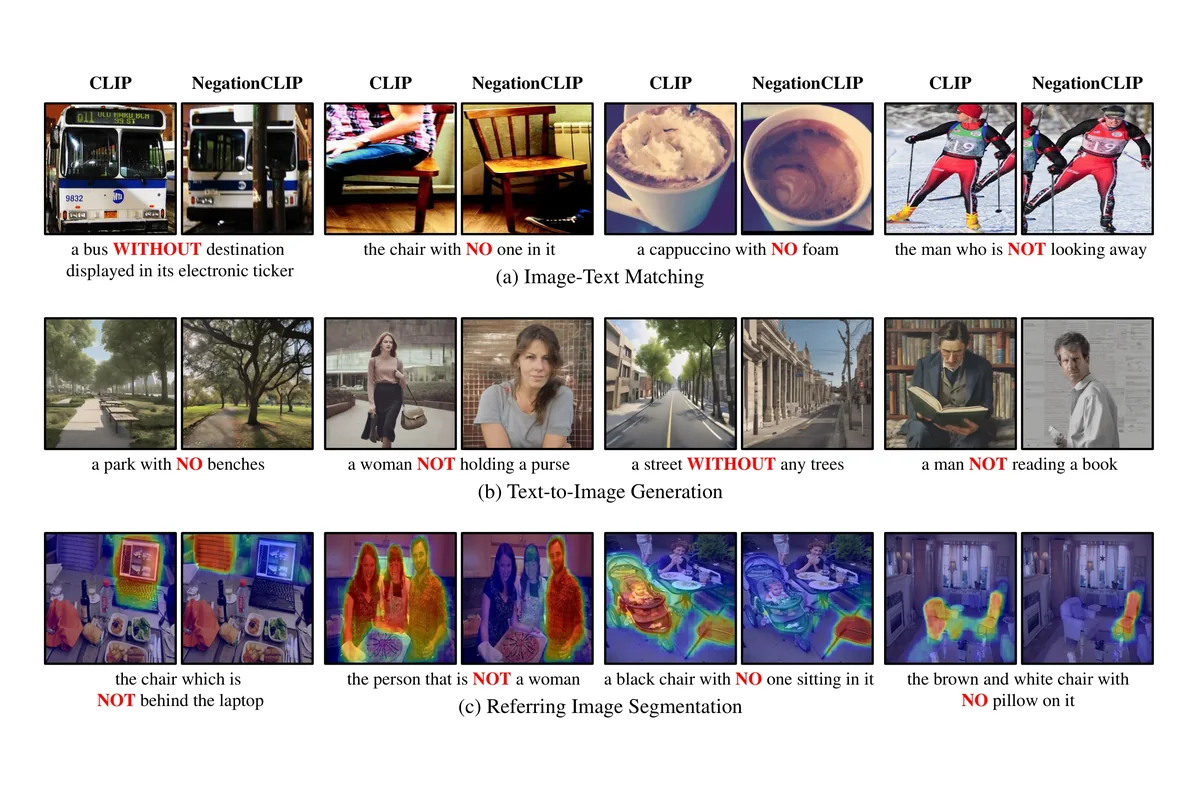 CLIP NegationCLIP CLIP NegationCLIP CLIP NegationCLIP CLIP NegationCLIP
9832
19 19
a bus WITHOUT destination
displayed in its electronic ticker
the chair with NO one in it
a cappuccino with NO foam
the man who is NOT looking away
(a) Image-Text Matching
a park with NO benches
a woman NOT holding a purse
a street WITHOUT any trees
a man NOT reading a book
(b) Text-to-Image Generation
the chair which is
NOT behind the laptop
the person that is NOT a woman
a black chair with NO one sitting in it
the brown and white chair with
NO pillow on it
(c) Referring Image Segmentation